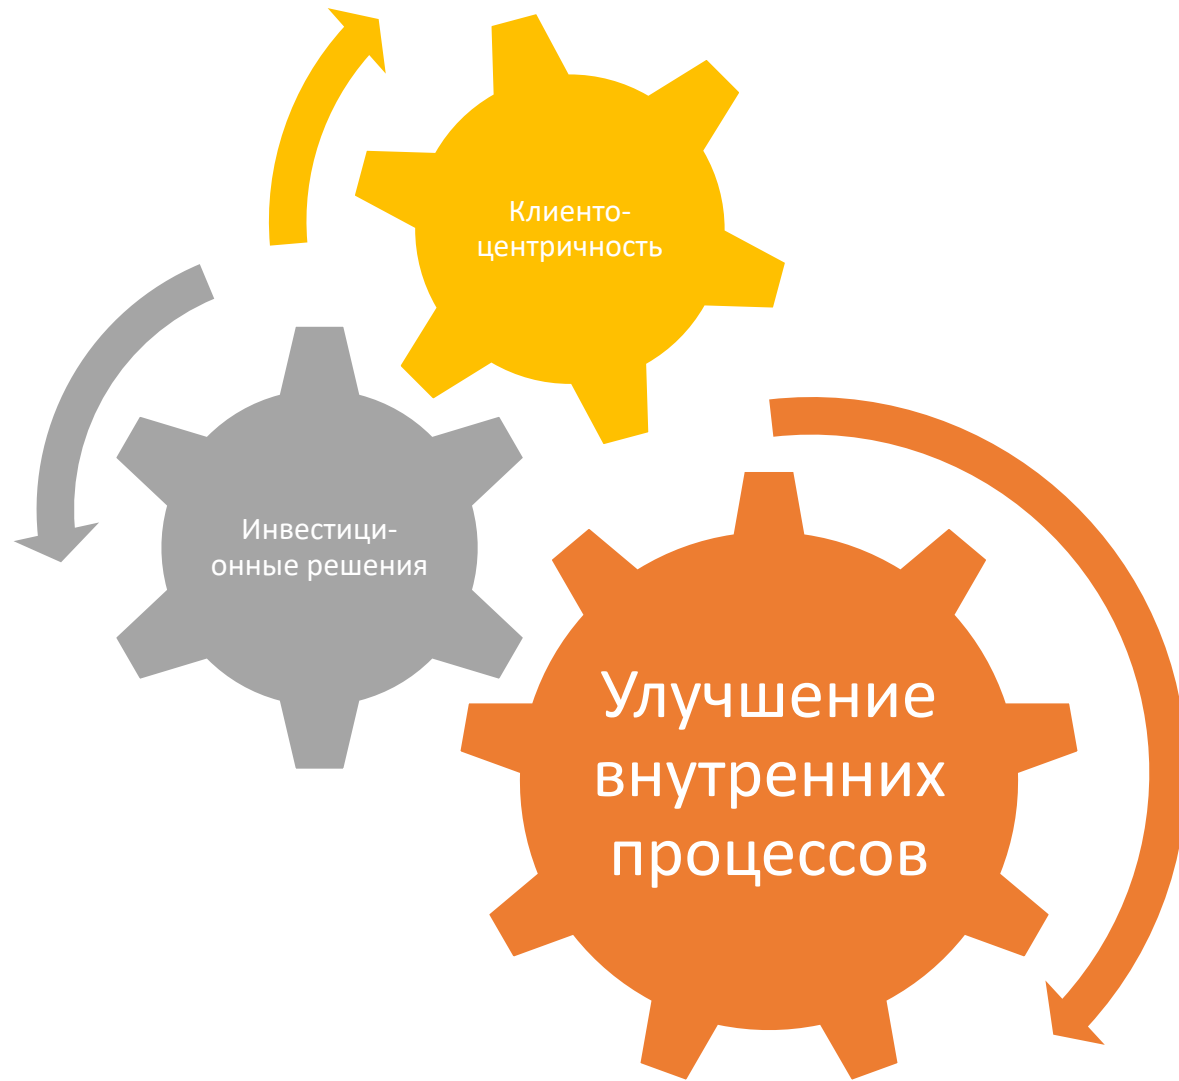 Клиенто-
центричность
Инвестици-
онные решения
Улучшение
внутренних
процессов